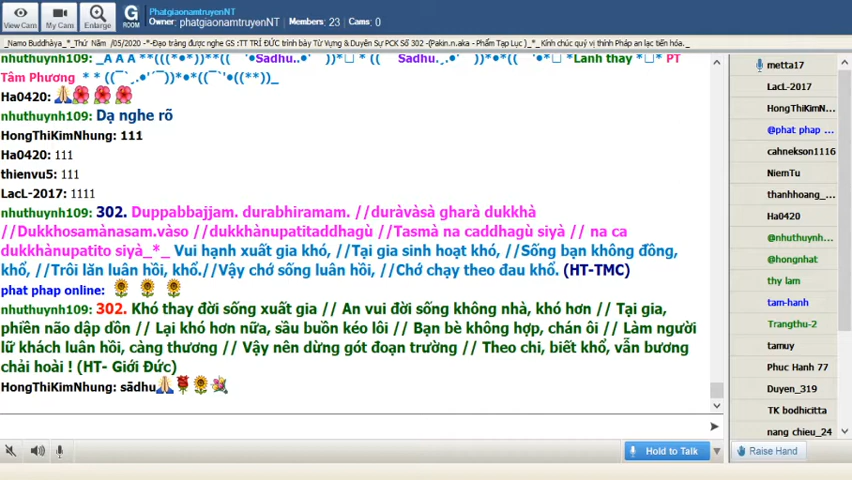 View Cam
My Cam
Enlarge
G
ROOM
PhatgiaonamtruyenNT
Owner: phatgiaonamtruyenNT Members: 23 Cams: 0
_Namo Buddhàya_*_Thứ Năm /05/2020 -*-Đạo tràng được nghe GS :TT TRÍ ĐỨC trình bày Từ Vựng & Duyên Sự PCK Số 302 -(Pakin.n.aka - Phẩm Tạp Lục )_*_ Kính chúc quý vị thính Pháp an lạc tiến hóa._
nhuthuynh109: Sadhu.. Sadhu Lành thay PT
Tâm Phương
Ha0420: 🙏🌺🌺🌺
nhuthuynh109: Dạ nghe rõ
HongThiKimNhung: 111
Ha0420: 111
thienvu5: 111
LacL-2017: 1111
nhuthuynh109: 302. Duppabbajjam. durabhiramam. //duràvàsà gharà dukkhà
//Dukkhosamànasam.vàso //dukkhànupatitaddhagù //Tasmà na caddhagù siyà // na ca
dukkhànupatito siyà_*_ Vui hạnh xuất gia khó, //Tại gia sinh hoạt khó, //Sống bạn không đồng,
khổ, //Trôi lăn luân hồi, khổ.//Vậy chớ sống luân hồi, //Chớ chạy theo đau khổ. (HT-TMC)
phat phap online: 🌻 🌻 🌻
nhuthuynh109: 302. Khó thay đời sống xuất gia // An vui đời sống không nhà, khó hơn // Tại gia,
phiền não dập dồn // Lại khó hơn nữa, sầu buồn kéo lôi // Bạn bè không hợp, chán ôi // Làm người
lữ khách luân hồi, càng thương // Vậy nên dừng gót đoạn trường // Theo chi, biết khổ, vẫn bương
chải hoài ! (HT- Giới Đức)
HongThiKimNhung: sādhu🙏🌹🌻💐
metta17
LacL-2017
HongThiKimN...
@phat phap ...
cahnekson1116
NiemTu
thanhhoang_...
Ha0420
@nhuthuynh...
@hongnhat
thy lam
tam-hanh
Trangthu-2
tamuy
Phuc Hanh 77
Duyen_319
TK bodhicitta
nang chieu_24
Hold to Talk
Raise Hand